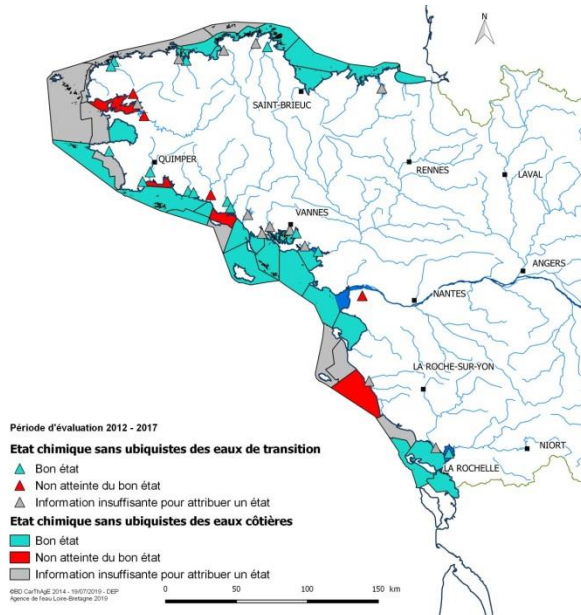 N
SAINT-BRIEUC
QUIMPER
RENNES
LAVAL
VANNES
ANGERS
NANTES
LA ROCHE-SUR-YON
NIORT
LA ROCHELLE
Période d'évaluation 2012 - 2017
Etat chimique sans ubiquistes des eaux de transition
Bon état
Non atteinte du bon état
Information insuffisante pour attribuer un état
Etat chimique sans ubiquistes des eaux côtières
Bon état
Non atteinte du bon état
Information insuffisante pour attribuer un état
0 50 100 150 km
©BD CarThAgE 2014 - 19/07/2019 - DEP
Agence de l'eau Loire-Bretagne 2019